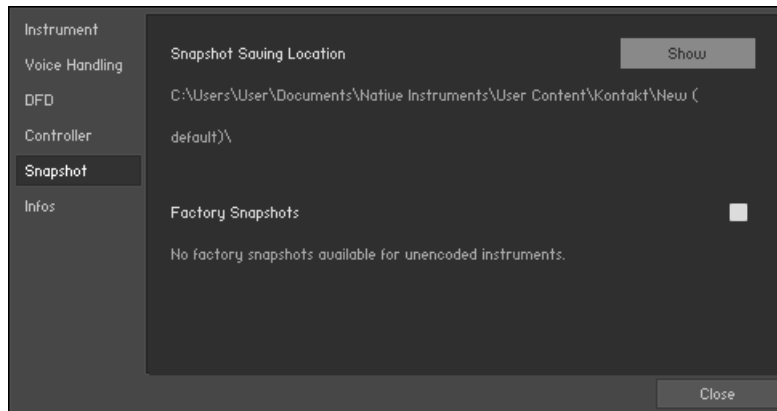 Instrument
Voice Handling
DFD
Controller
Snapshot
Infos
Snapshot Saving Location
Show
C:\Users\User\Documents\Native Instruments\User Content\Kontakt\New (
default)\
Factory Snapshots
No factory snapshots available for unencoded instruments.
Close